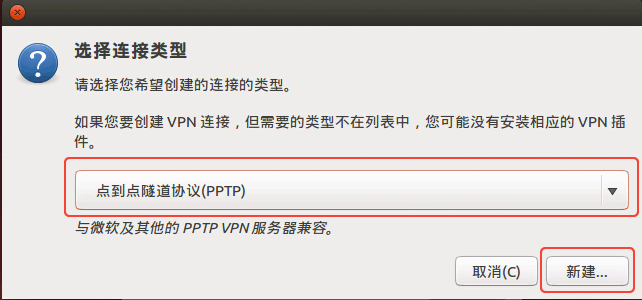 选择连接类型
请选择您希望创建的连接的类型。
如果您要创建 VPN 连接，但需要的类型不在列表中，您可能没有安装相应的 VPN 插
件。
点到点隧道协议(PPTP)
与微软及其他的 PPTP VPN 服务器兼容。
取消(C) 新建...